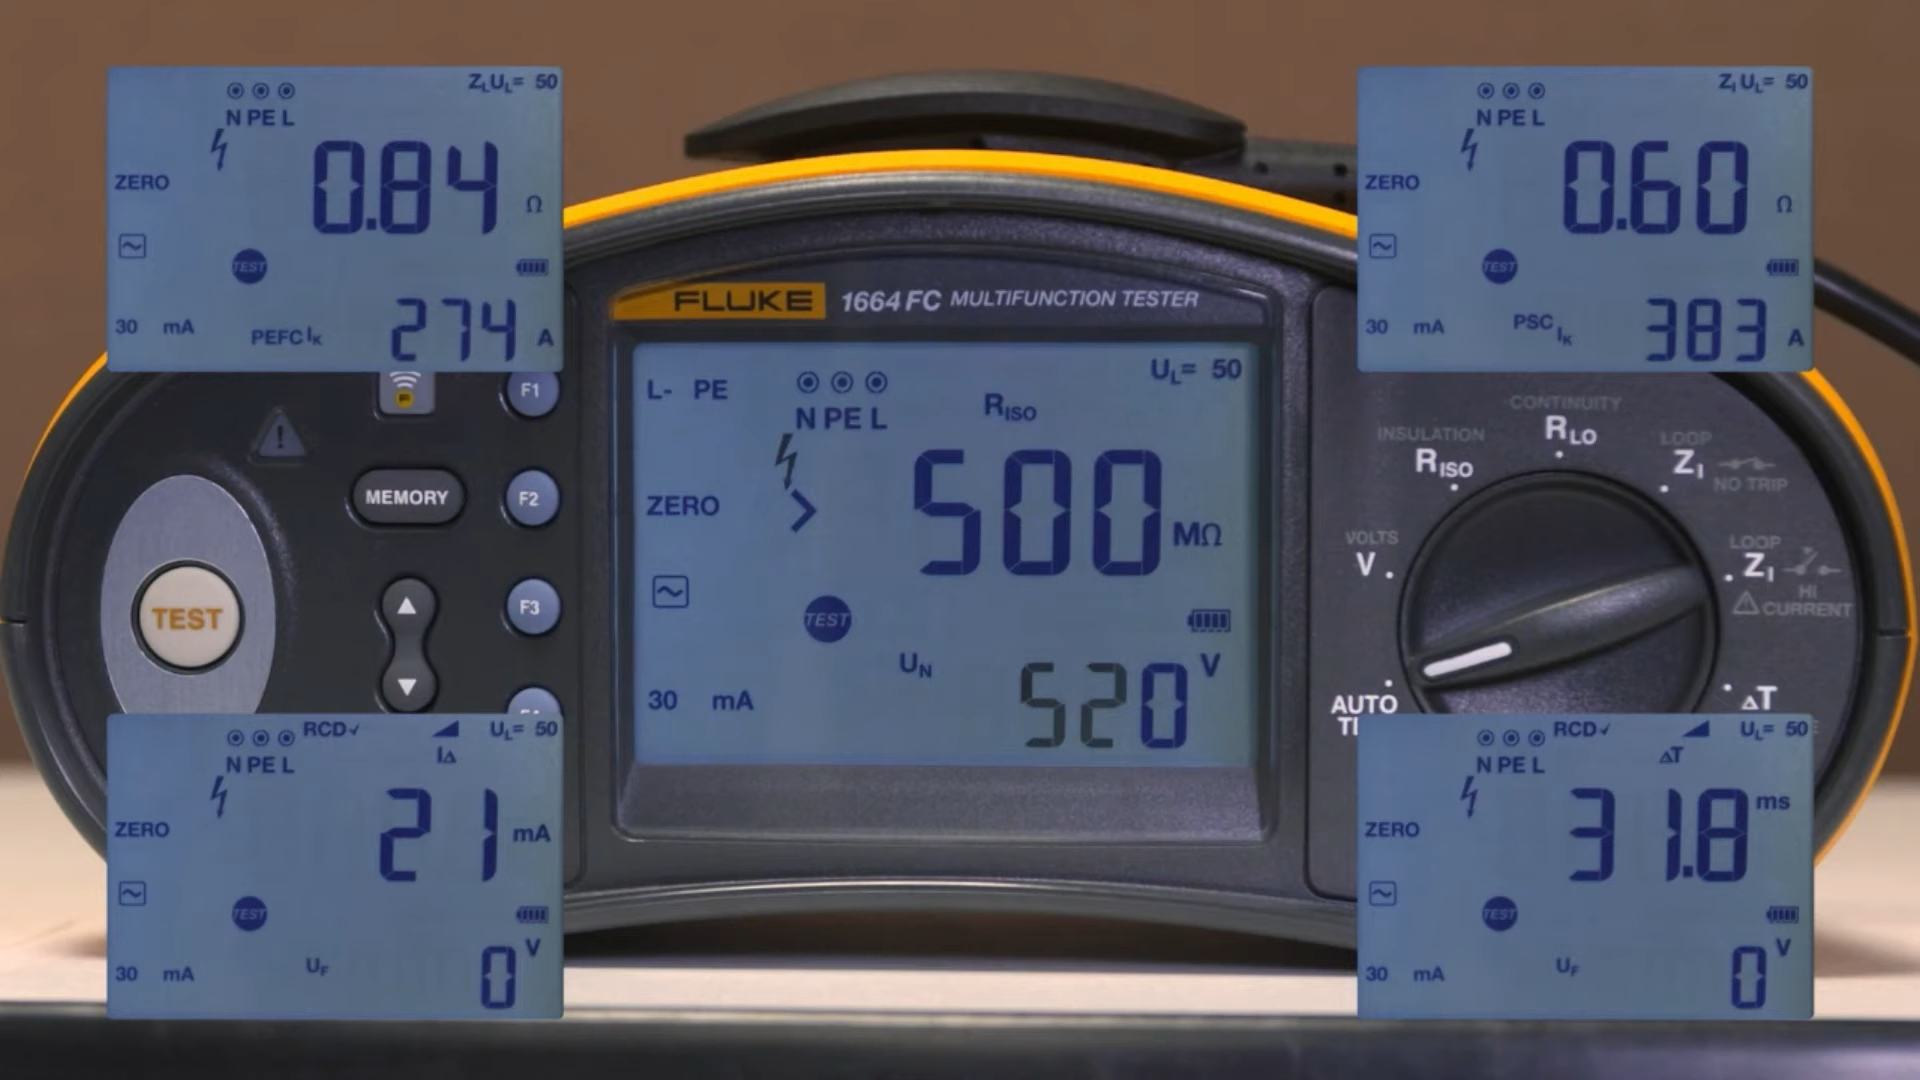 Z_L U_L= 50
N PE L
ZERO
0.84 Ω
TEST
30 mA
PEFC I_K 274 A
Z_I U_L= 50
N PE L
ZERO
0.60 Ω
TEST
30 mA
PSC I_K 383 A
FLUKE 1664 FC MULTIFUNCTION TESTER
L- PE
N PE L
R_ISO
U_L= 50
ZERO
> 500 MΩ
TEST
U_N 520 V
30 mA
F1
MEMORY
F2
TEST
F3
CONTINUITY
R_LO
INSULATION
R_ISO
LOOP
Z_I
NO TRIP
VOLTS
V
LOOP
Z_I
HI
CURRENT
AUTO
ΔT
RCD✓ U_L= 50
N PE L
IΔ
ZERO
21 mA
TEST
30 mA
U_F 0 V
RCD✓ U_L= 50
N PE L
ΔT
ZERO
31.8 ms
TEST
30 mA
U_F 0 V